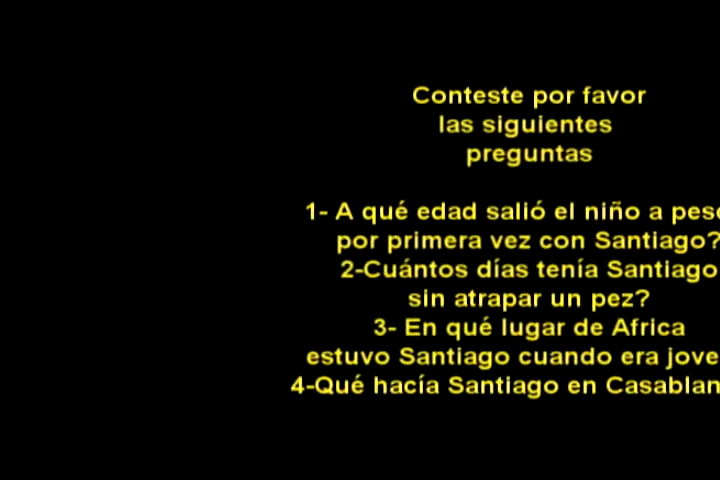 Conteste por favor
las siguientes
preguntas
1- A qué edad salió el niño a pes
por primera vez con Santiago?
2-Cuántos días tenía Santiago
sin atrapar un pez?
3- En qué lugar de Africa
estuvo Santiago cuando era jove
4-Qué hacía Santiago en Casablan